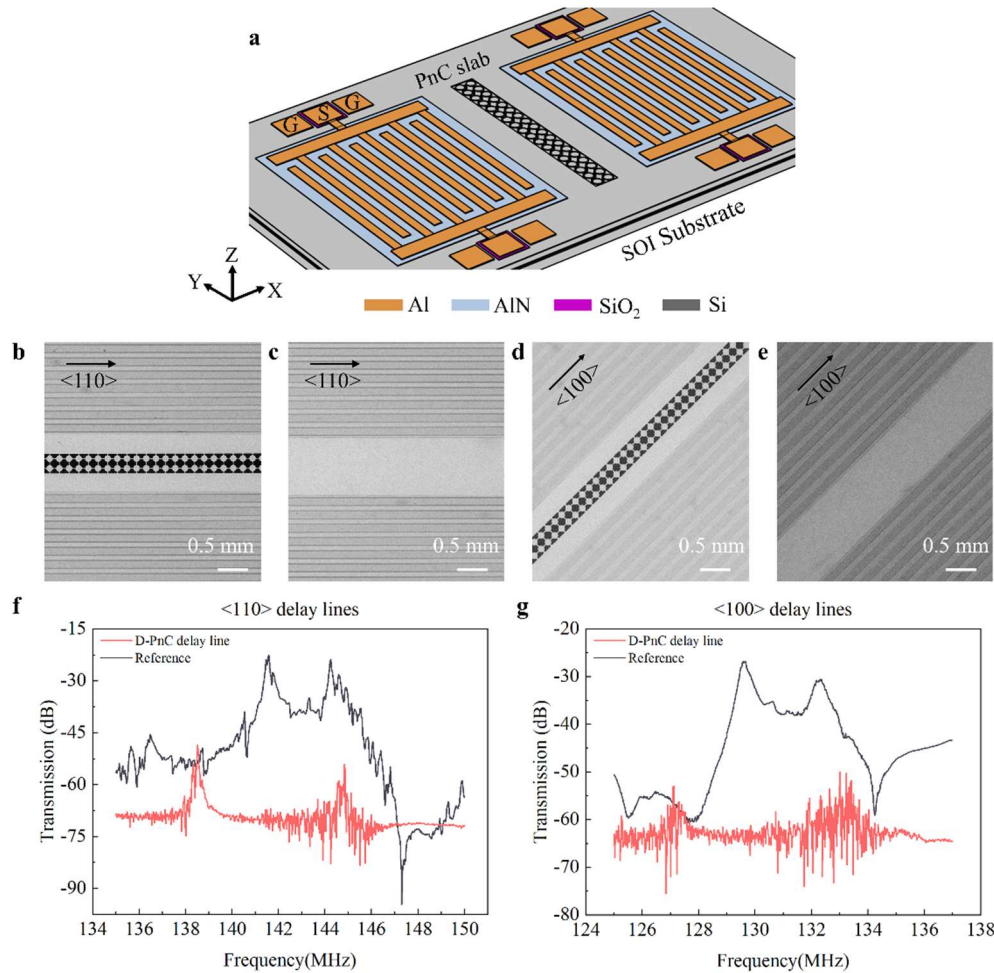 a
PnC slab
G S G
SOI Substrate
Z
Y
X
Al AlN SiO₂ Si
b c d e
<110>
<110>
<100>
<100>
0.5 mm
0.5 mm
0.5 mm
0.5 mm
f
<110> delay lines
D-PnC delay line
Reference
-15
-30
-45
-60
-75
-90
Transmission (dB)
134 136 138 140 142 144 146 148 150
Frequency(MHz)
g
<100> delay lines
D-PnC delay line
Reference
-20
-30
-40
-50
-60
-70
-80
Transmission (dB)
124 126 128 130 132 134 136 138
Frequency(MHz)